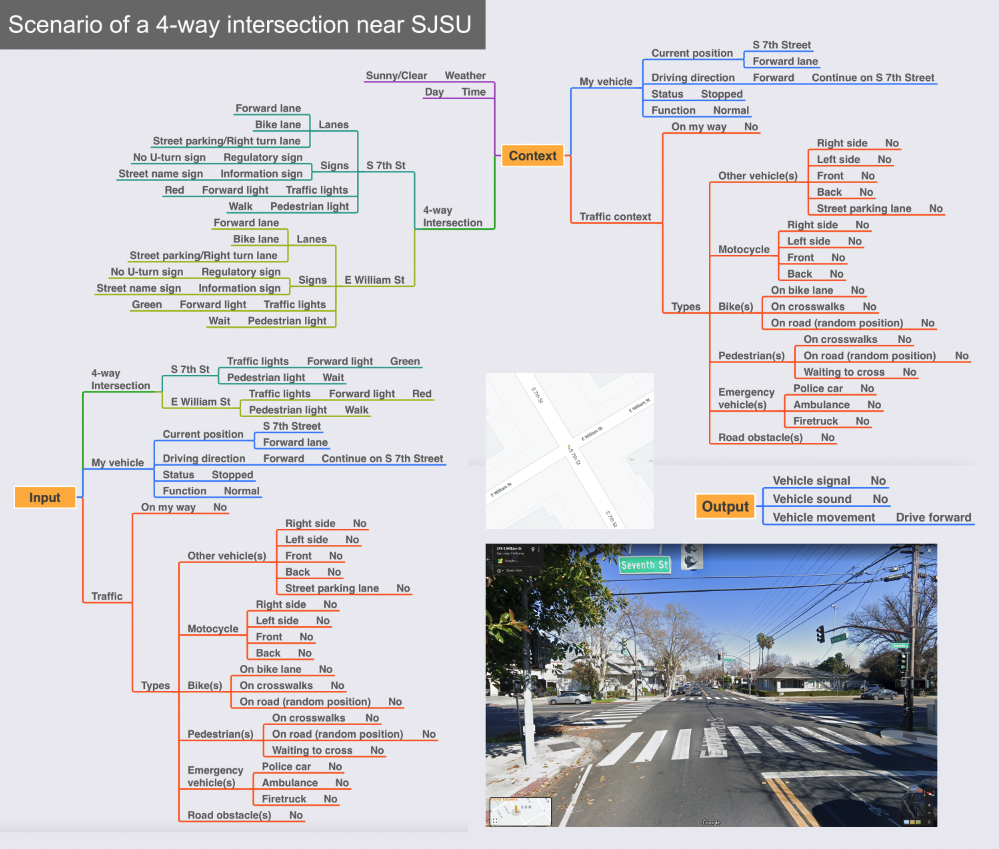 Scenario of a 4-way intersection near SJSU
Sunny/Clear Weather
Day Time
Forward lane
Bike lane Lanes
Street parking/Right turn lane
No U-turn sign Regulatory sign
Signs S 7th St
Street name sign Information sign
Red Forward light Traffic lights
Walk Pedestrian light
4-way
Intersection
Forward lane
Bike lane Lanes
Street parking/Right turn lane
No U-turn sign Regulatory sign
Signs E William St
Street name sign Information sign
Green Forward light Traffic lights
Wait Pedestrian light
Context
My vehicle
Current position
S 7th Street
Forward lane
Driving direction Forward Continue on S 7th Street
Status Stopped
Function Normal
Traffic context
On my way No
Types
Other vehicle(s)
Right side No
Left side No
Front No
Back No
Street parking lane No
Motocycle
Right side No
Left side No
Front No
Back No
Bike(s)
On bike lane No
On crosswalks No
On road (random position) No
Pedestrian(s)
On crosswalks No
On road (random position) No
Waiting to cross No
Emergency
vehicle(s)
Police car No
Ambulance No
Firetruck No
Road obstacle(s) No
Input
4-way
Intersection
S 7th St
Traffic lights Forward light Green
Pedestrian light Wait
E William St
Traffic lights Forward light Red
Pedestrian light Walk
My vehicle
Current position
S 7th Street
Forward lane
Driving direction Forward Continue on S 7th Street
Status Stopped
Function Normal
Traffic
On my way No
Types
Other vehicle(s)
Right side No
Left side No
Front No
Back No
Street parking lane No
Motocycle
Right side No
Left side No
Front No
Back No
Bike(s)
On bike lane No
On crosswalks No
On road (random position) No
Pedestrian(s)
On crosswalks No
On road (random position) No
Waiting to cross No
Emergency
vehicle(s)
Police car No
Ambulance No
Firetruck No
Road obstacle(s) No
S 7th St
E William St
E William St
S 7th St
E William St
S 7th St
Output
Vehicle signal No
Vehicle sound No
Vehicle movement Drive forward
Seventh St
Google